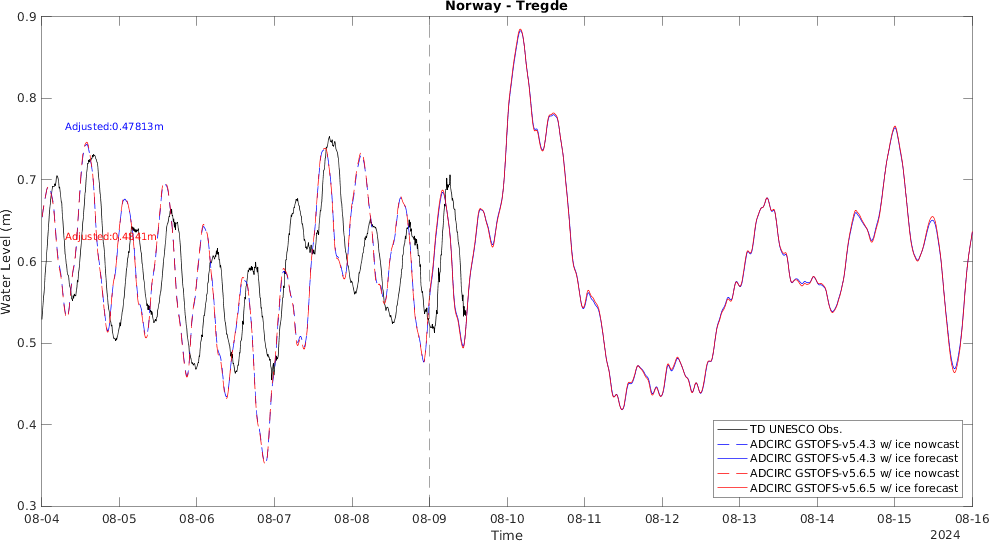 Norway - Tregde
0.9
0.8
0.7
0.6
0.5
0.4
0.3
Water Level (m)
Adjusted:0.47813m
Adjusted:0.4841m
TD UNESCO Obs.
ADCIRC GSTOFS-v5.4.3 w/ ice nowcast
ADCIRC GSTOFS-v5.4.3 w/ ice forecast
ADCIRC GSTOFS-v5.6.5 w/ ice nowcast
ADCIRC GSTOFS-v5.6.5 w/ ice forecast
08-04 08-05 08-06 08-07 08-08 08-09 08-10 08-11 08-12 08-13 08-14 08-15 08-16
Time
2024